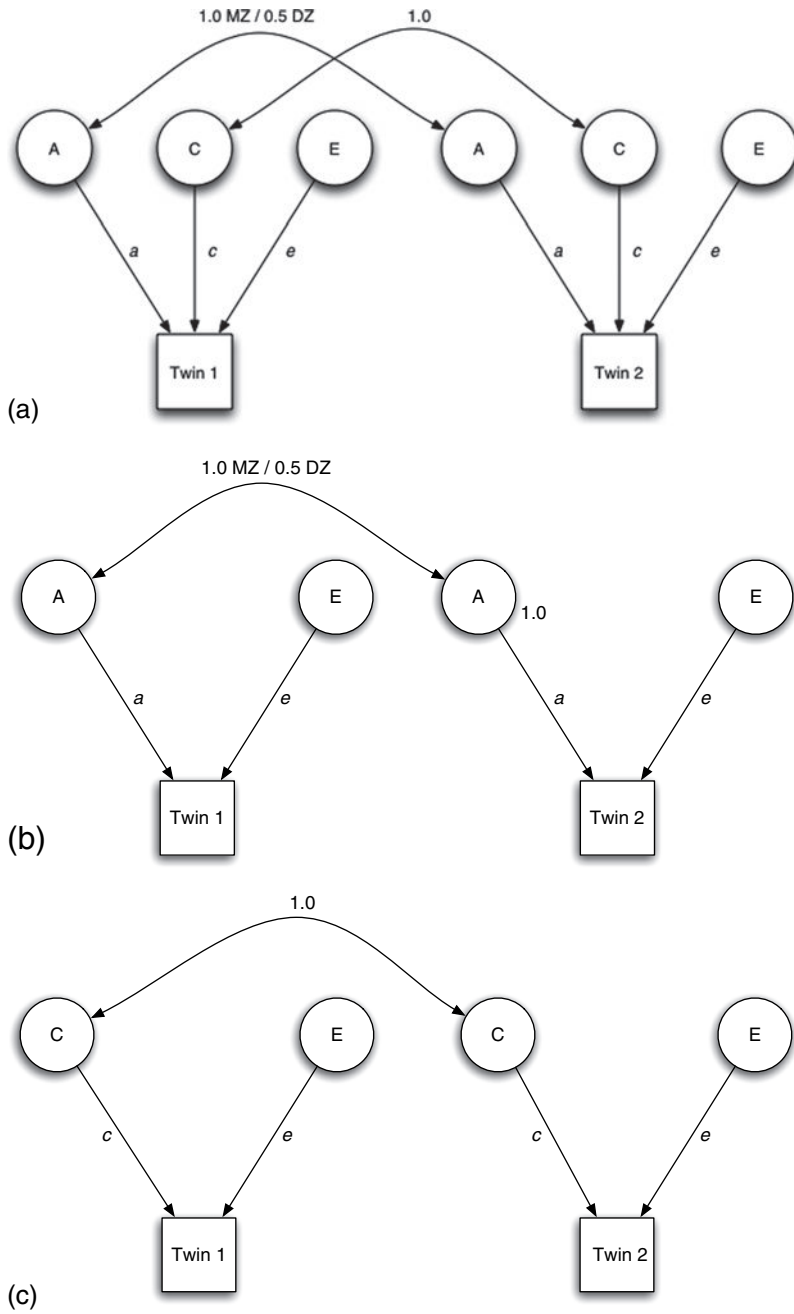 1.0 MZ / 0.5 DZ 1.0
A C E A C E
a c e a c e
Twin 1 Twin 2
(a)
1.0 MZ / 0.5 DZ
A E A E
1.0
a e a e
Twin 1 Twin 2
(b)
1.0
C E C E
c e c e
Twin 1 Twin 2
(c)